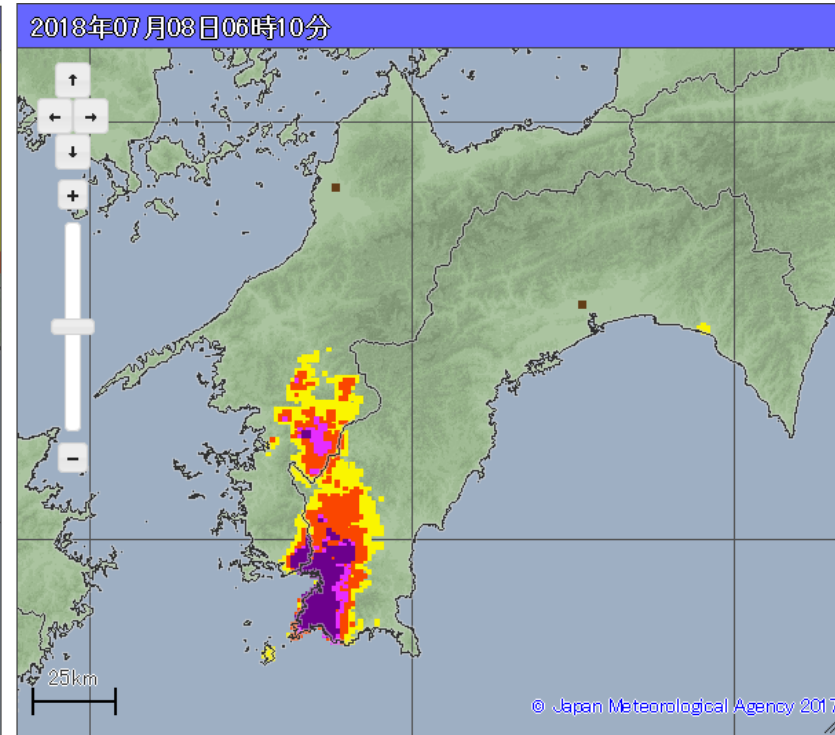 2018年07月08日06時10分
↑
← →
↓
+
−
25km
© Japan Meteorological Agency 2017